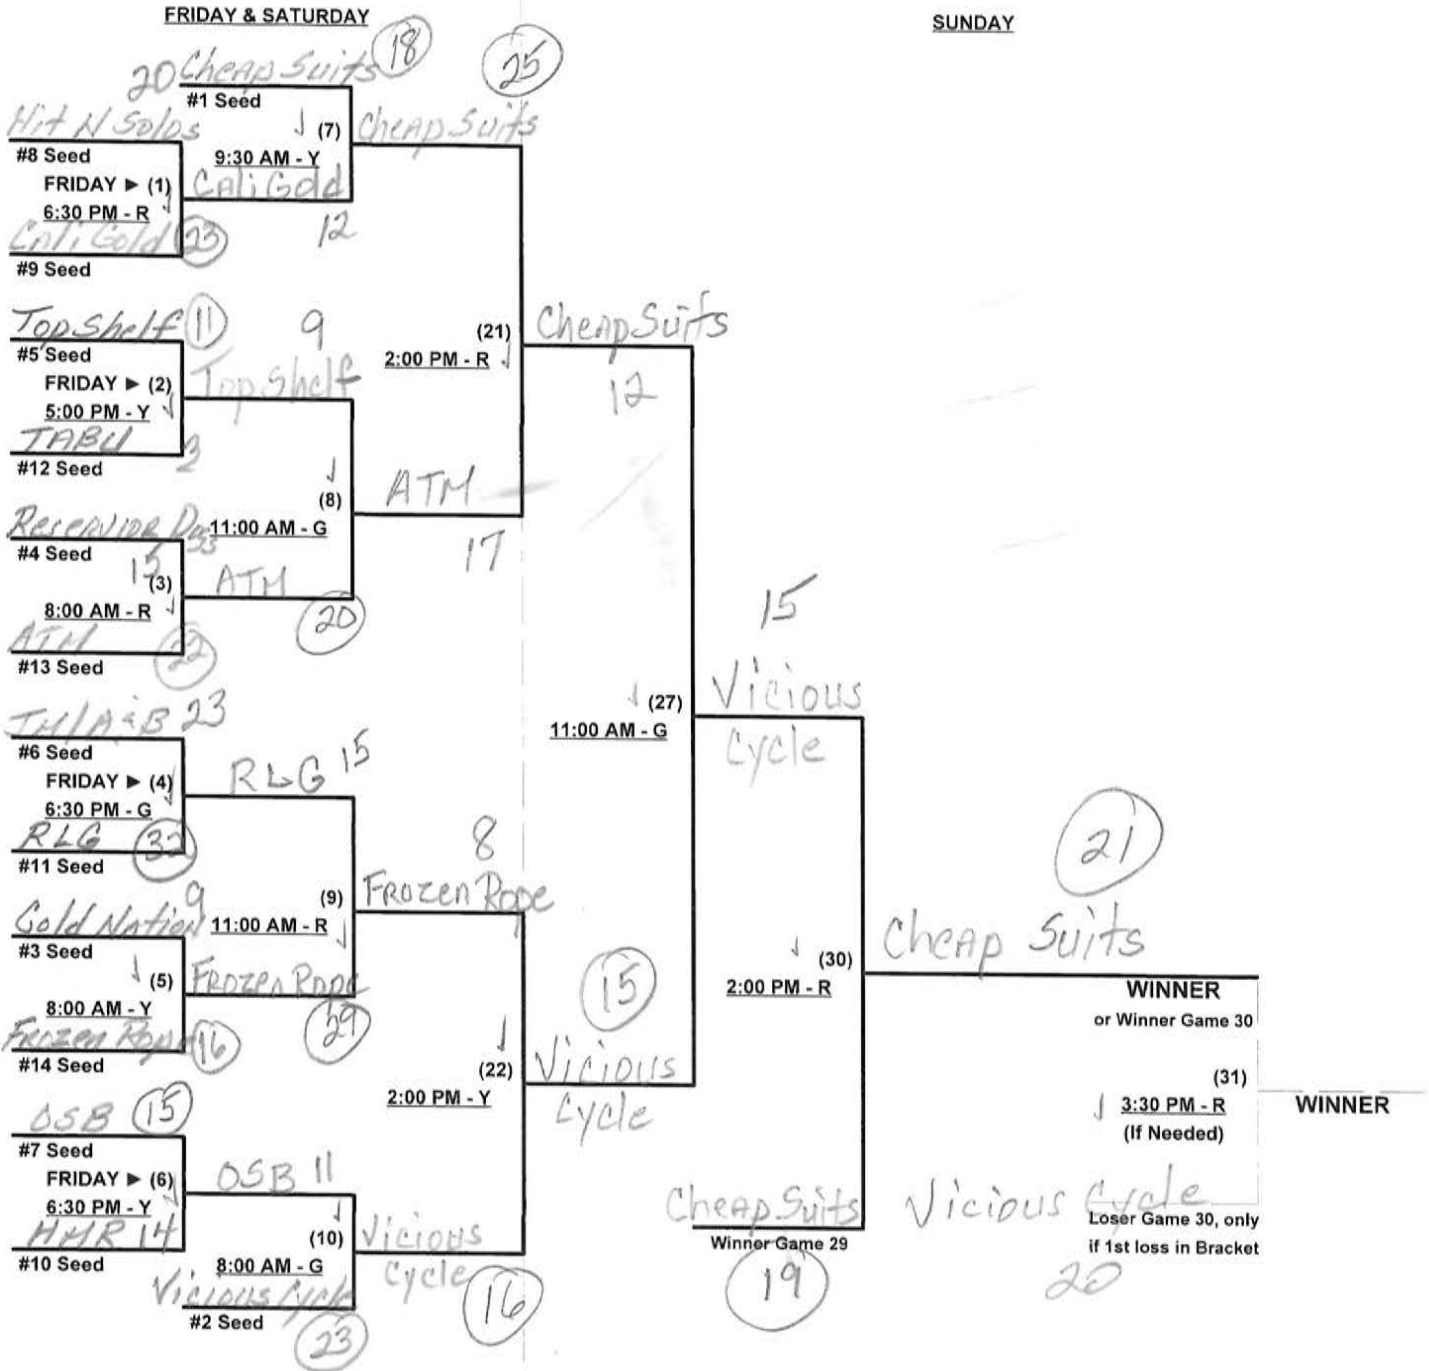 FRIDAY & SATURDAY
SUNDAY
20 Cheap Suits 18
25
#1 Seed
Hit N Solos
(7) Cheap Suits
#8 Seed
9:30 AM - Y
FRIDAY ► (1)
Cali Gold
6:30 PM - R
12
Cali Gold 23
#9 Seed
Top Shelf 11
9
#5 Seed
(21) Cheap Suits
FRIDAY ► (2)
Top Shelf
2:00 PM - R
5:00 PM - Y
12
TABU
#12 Seed
(8) ATM
Reservior Dogs
11:00 AM - G
#4 Seed
17
15
(3) ATM
8:00 AM - R
20
15
ATM 22
#13 Seed
TH/A&B 23
(27) Vicious
Cycle
#6 Seed
11:00 AM - G
FRIDAY ► (4)
RLG 15
6:30 PM - G
RLG 32
8
21
#11 Seed
9
(9) Frozen Rope
Gold Nation
11:00 AM - R
Cheap Suits
#3 Seed
(30)
(5) Frozen Rope
15
2:00 PM - R
WINNER
8:00 AM - Y
29
or Winner Game 30
Frozen Rope 16
#14 Seed
(22) Vicious
Cycle
(31)
2:00 PM - Y
3:30 PM - R
WINNER
OSB 15
(If Needed)
#7 Seed
FRIDAY ► (6)
OSB 11
6:30 PM - Y
Cheap Suits
Vicious Cycle
HHR 14
(10) Vicious
Cycle
Winner Game 29
Loser Game 30, only
if 1st loss in Bracket
#10 Seed
8:00 AM - G
Vicious Cycle
16
19
20
#2 Seed
23